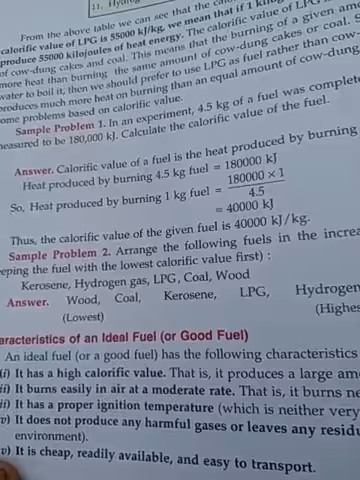 11. Hydrog
From the above table we can see that the calo
calorific value of LPG is 55000 kJ/kg, we mean that if 1 kilog
produce 55000 kilojoules of heat energy. The calorific value of LPG
of cow-dung cakes and coal. This means that the burning of a given amo
more heat than burning the same amount of cow-dung cakes or coal.
water to boil it, then we should prefer to use LPG as fuel rather than cow-
produces much more heat on burning than an equal amount of cow-dung
ome problems based on calorific value.
Sample Problem 1. In an experiment, 4.5 kg of a fuel was complete
measured to be 180,000 kJ. Calculate the calorific value of the fuel.
Answer. Calorific value of a fuel is the heat produced by burning
Heat produced by burning 4.5 kg fuel = 180000 kJ
So, Heat produced by burning 1 kg fuel = 180000 × 1
4.5
= 40000 kJ
Thus, the calorific value of the given fuel is 40000 kJ/kg.
Sample Problem 2. Arrange the following fuels in the increa
eeping the fuel with the lowest calorific value first) :
Kerosene, Hydrogen gas, LPG, Coal, Wood
Answer. Wood, Coal, Kerosene, LPG, Hydrogen
(Lowest) (Highes
aracteristics of an Ideal Fuel (or Good Fuel)
An ideal fuel (or a good fuel) has the following characteristics
(i) It has a high calorific value. That is, it produces a large am
ii) It burns easily in air at a moderate rate. That is, it burns ne
ii) It has a proper ignition temperature (which is neither very
v) It does not produce any harmful gases or leaves any resid
environment).
v) It is cheap, readily available, and easy to transport.